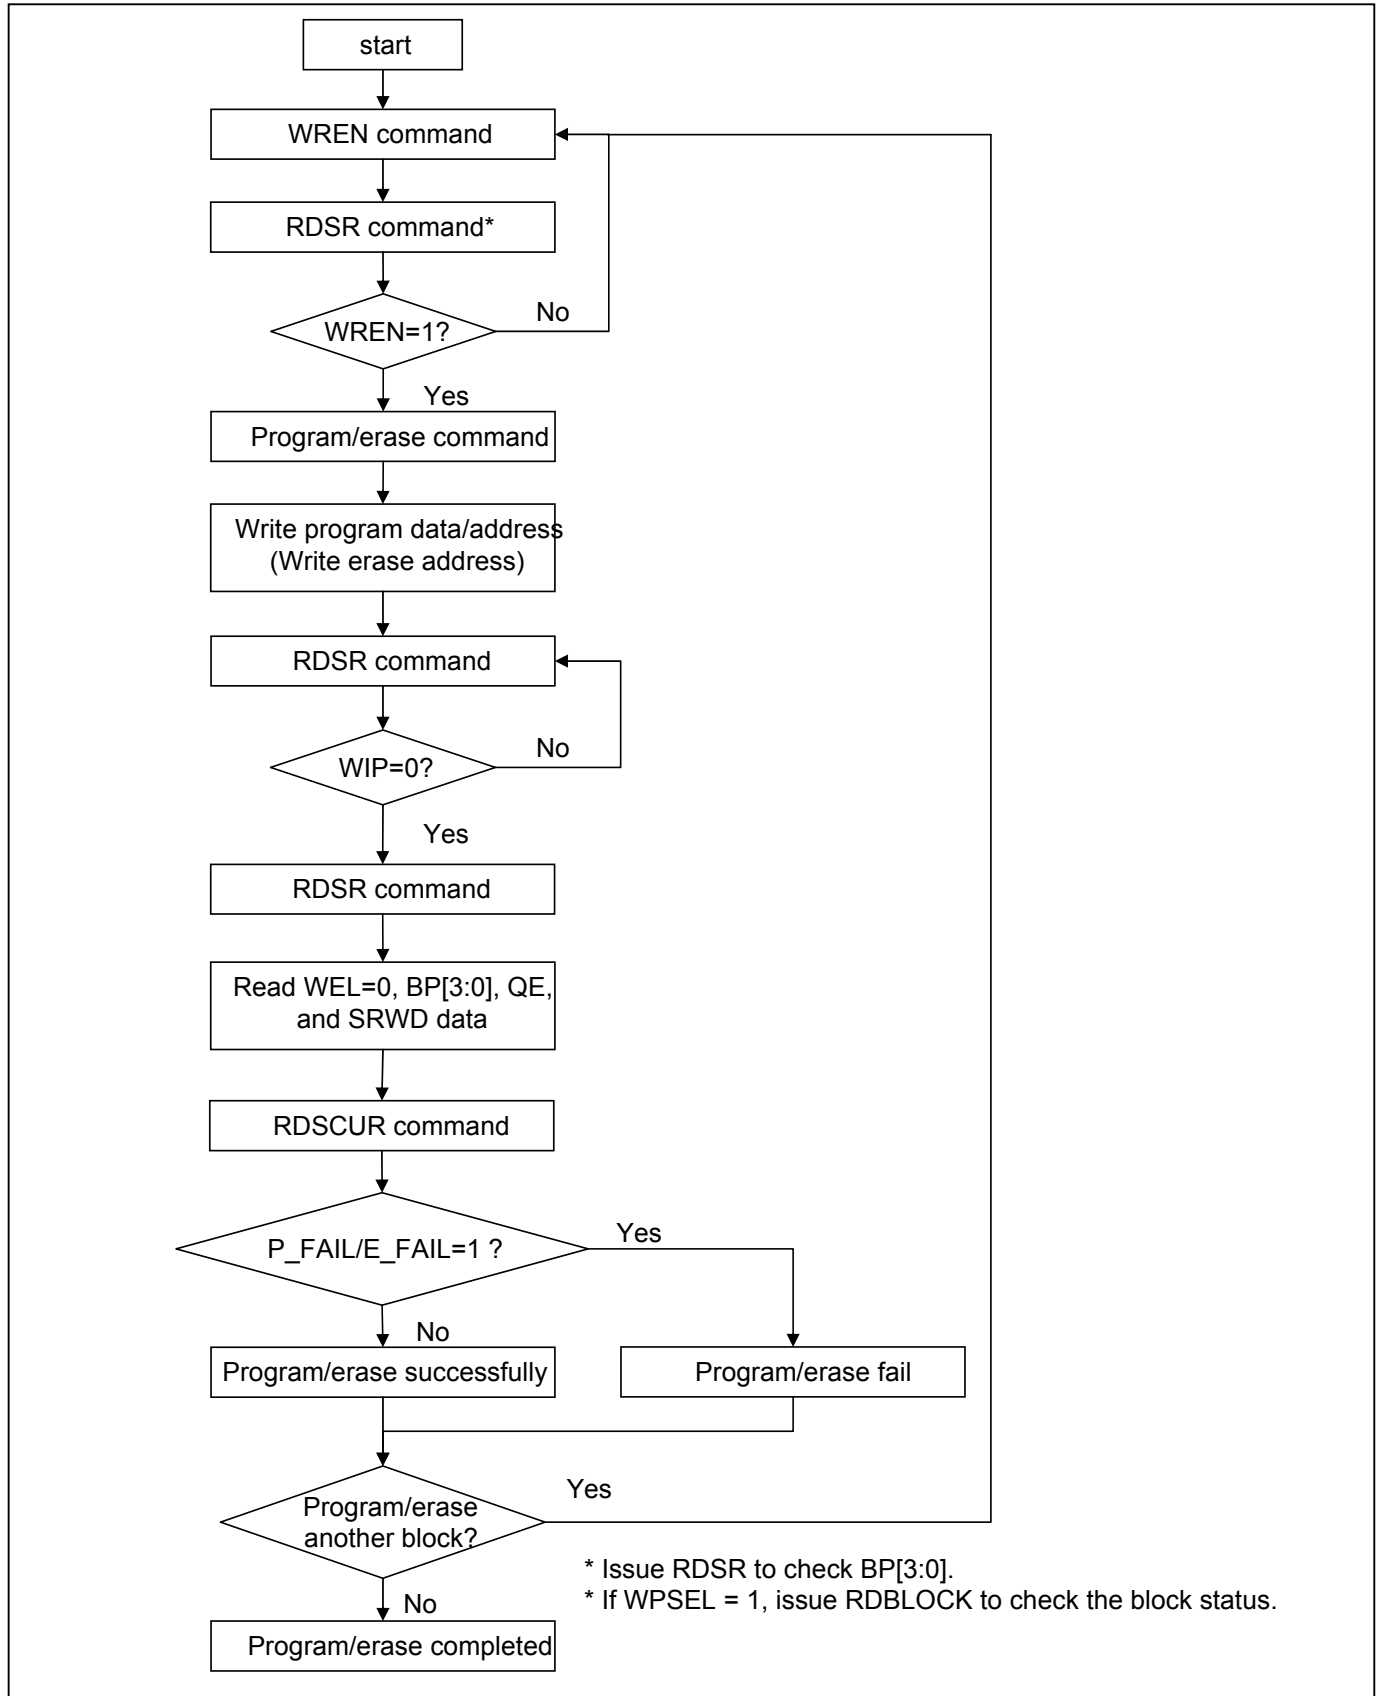 start
WREN command
RDSR command*
WREN=1?
No
Yes
Program/erase command
Write program data/address
(Write erase address)
RDSR command
WIP=0?
No
Yes
RDSR command
Read WEL=0, BP[3:0], QE,
and SRWD data
RDSCUR command
P_FAIL/E_FAIL=1 ?
Yes
No
Program/erase successfully
Program/erase fail
Program/erase
another block?
Yes
* Issue RDSR to check BP[3:0].
* If WPSEL = 1, issue RDBLOCK to check the block status.
No
Program/erase completed